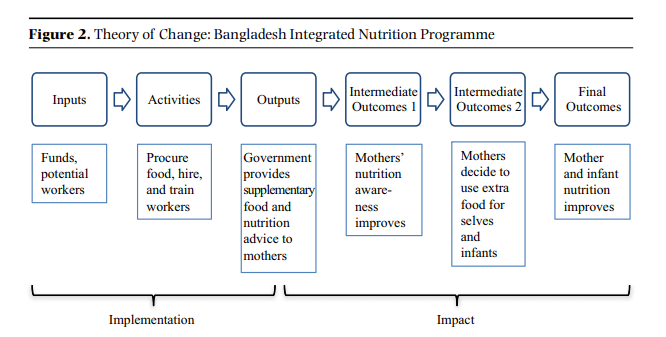 Figure 2. Theory of Change: Bangladesh Integrated Nutrition Programme
Inputs
Activities
Outputs
Intermediate
Outcomes 1
Intermediate
Outcomes 2
Final
Outcomes
Funds,
potential
workers
Procure
food, hire,
and train
workers
Government
provides
supplementary
food and
nutrition
advice to
mothers
Mothers’
nutrition
aware-
ness
improves
Mothers
decide to
use extra
food for
selves
and
infants
Mother
and infant
nutrition
improves
Implementation
Impact